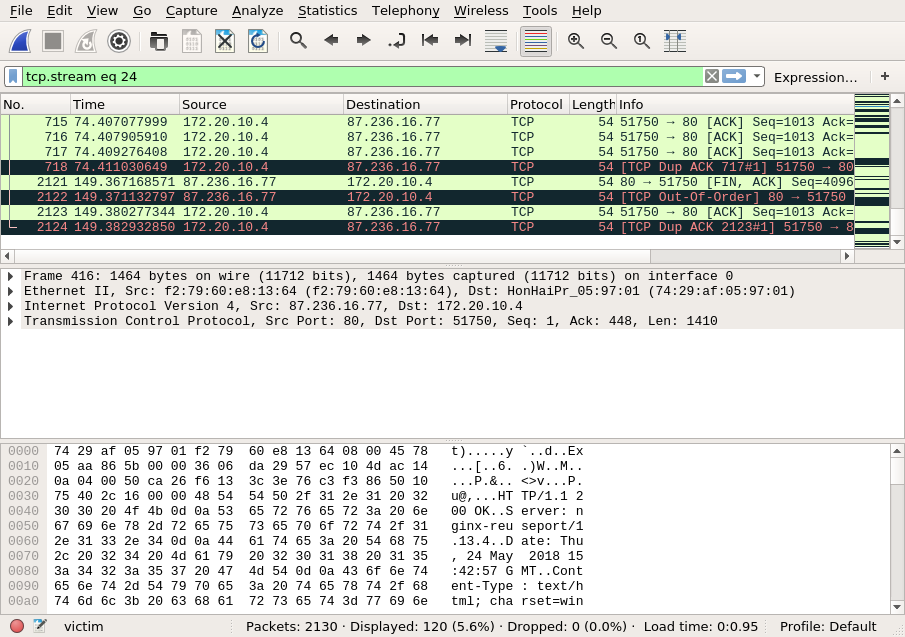 File Edit View Go Capture Analyze Statistics Telephony Wireless Tools Help
tcp.stream eq 24 Expression… +
No. Time Source Destination Protocol Length Info
715 74.407077999 172.20.10.4 87.236.16.77 TCP 54 51750 → 80 [ACK] Seq=1013 Ack=
716 74.407905910 172.20.10.4 87.236.16.77 TCP 54 51750 → 80 [ACK] Seq=1013 Ack=
717 74.409276408 172.20.10.4 87.236.16.77 TCP 54 51750 → 80 [ACK] Seq=1013 Ack=
718 74.411030649 172.20.10.4 87.236.16.77 TCP 54 [TCP Dup ACK 717#1] 51750 → 80
2121 149.367168571 87.236.16.77 172.20.10.4 TCP 54 80 → 51750 [FIN, ACK] Seq=4096
2122 149.371132797 87.236.16.77 172.20.10.4 TCP 54 [TCP Out-Of-Order] 80 → 51750
2123 149.380277344 172.20.10.4 87.236.16.77 TCP 54 51750 → 80 [ACK] Seq=1013 Ack=
2124 149.382932850 172.20.10.4 87.236.16.77 TCP 54 [TCP Dup ACK 2123#1] 51750 → 8
Frame 416: 1464 bytes on wire (11712 bits), 1464 bytes captured (11712 bits) on interface 0
Ethernet II, Src: f2:79:60:e8:13:64 (f2:79:60:e8:13:64), Dst: HonHaiPr_05:97:01 (74:29:af:05:97:01)
Internet Protocol Version 4, Src: 87.236.16.77, Dst: 172.20.10.4
Transmission Control Protocol, Src Port: 80, Dst Port: 51750, Seq: 1, Ack: 448, Len: 1410
0000 74 29 af 05 97 01 f2 79 60 e8 13 64 08 00 45 78 t).....y `..d..Ex
0010 05 aa 86 5b 00 00 36 06 da 29 57 ec 10 4d ac 14 ...[..6. .)W..M..
0020 0a 04 00 50 ca 26 f6 13 3c 3e 76 c3 f3 86 50 10 ...P.&.. <>v...P.
0030 75 40 2c 16 00 00 48 54 54 50 2f 31 2e 31 20 32 u@,...HT TP/1.1 2
0040 30 30 20 4f 4b 0d 0a 53 65 72 76 65 72 3a 20 6e 00 OK..S erver: n
0050 67 69 6e 78 2d 72 65 75 73 65 70 6f 72 74 2f 31 ginx-reu seport/1
0060 2e 31 33 2e 34 0d 0a 44 61 74 65 3a 20 54 68 75 .13.4..D ate: Thu
0070 2c 20 32 34 20 4d 61 79 20 32 30 31 38 20 31 35 , 24 May 2018 15
0080 3a 34 32 3a 35 37 20 47 4d 54 0d 0a 43 6f 6e 74 :42:57 G MT..Cont
0090 65 6e 74 2d 54 79 70 65 3a 20 74 65 78 74 2f 68 ent-Type : text/h
00a0 74 6d 6c 3b 20 63 68 61 72 73 65 74 3d 77 69 6e tml; cha rset=win
victim Packets: 2130 · Displayed: 120 (5.6%) · Dropped: 0 (0.0%) · Load time: 0:0.95 Profile: Default